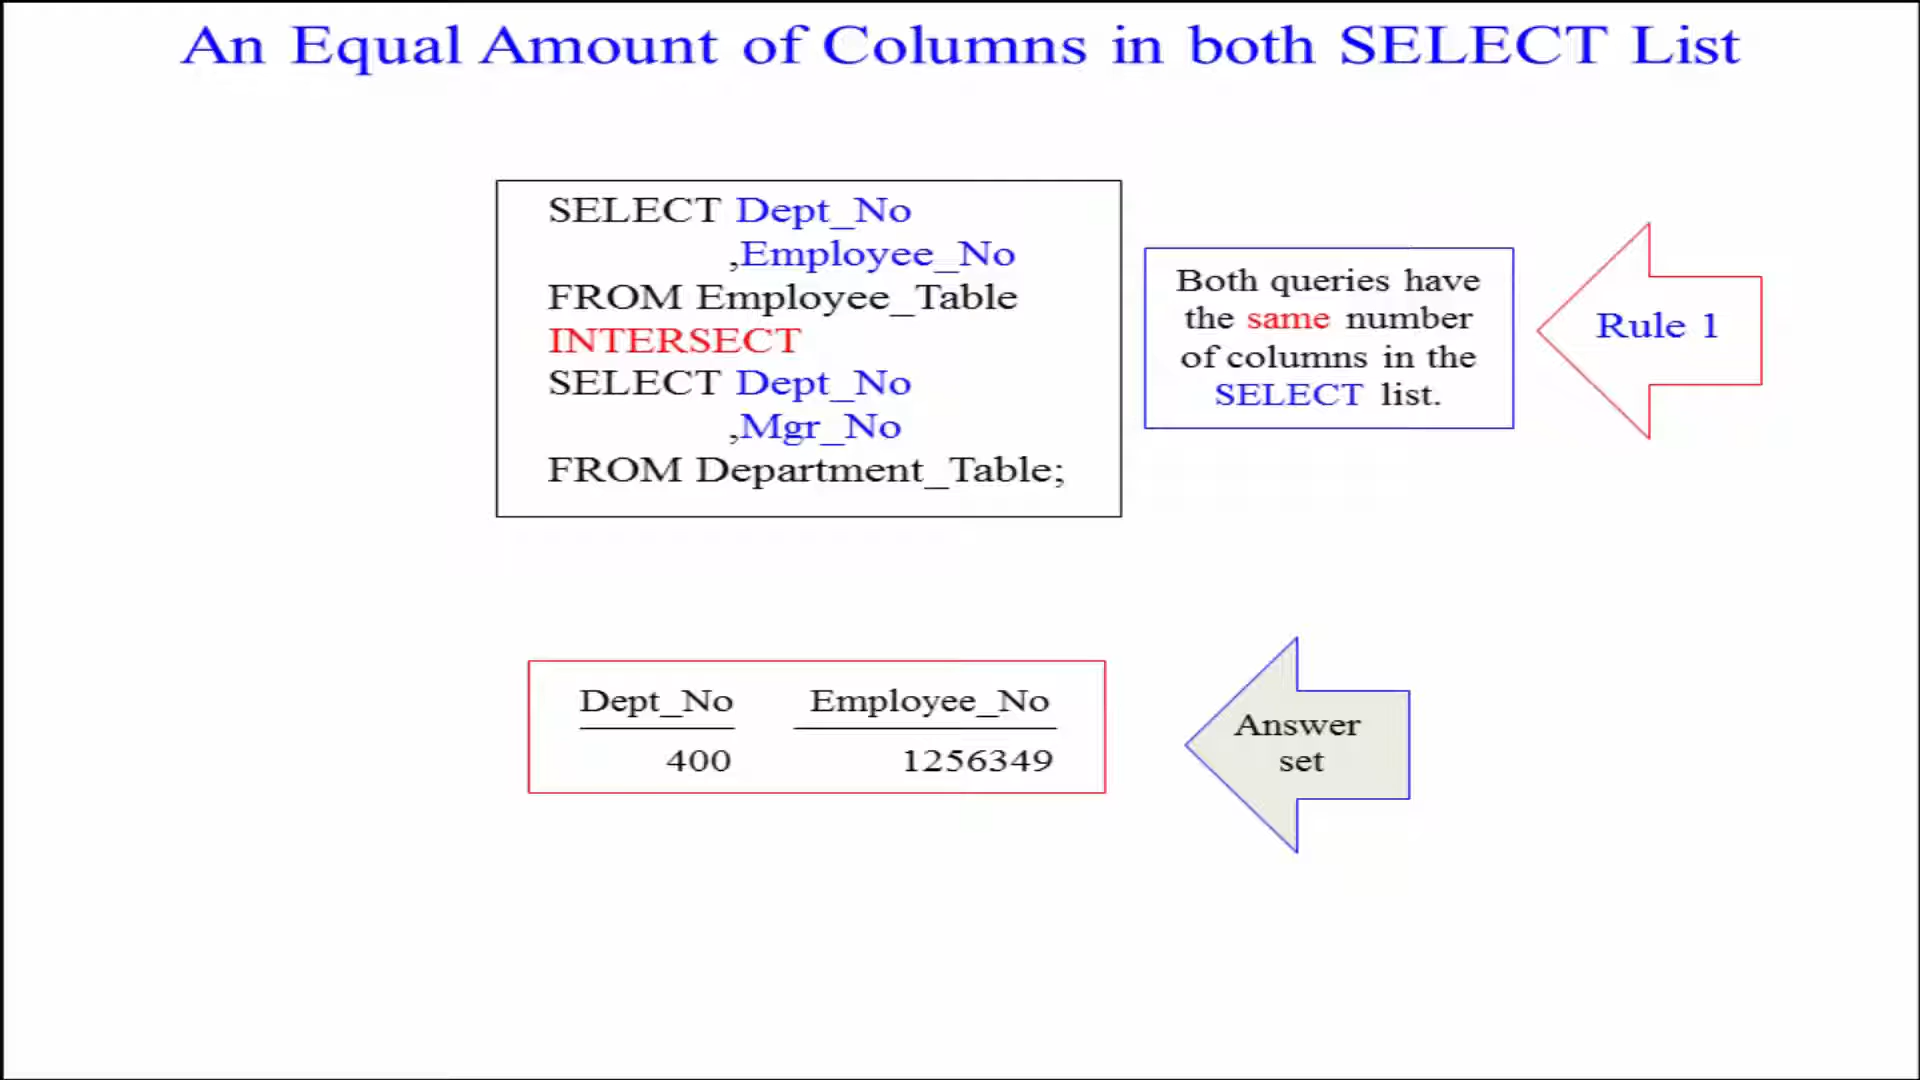 An Equal Amount of Columns in both SELECT List
SELECT Dept_No
,Employee_No
FROM Employee_Table
INTERSECT
SELECT Dept_No
,Mgr_No
FROM Department_Table;
Both queries have
the same number
of columns in the
SELECT list.
Rule 1
Dept_No Employee_No
400 1256349
Answer
set